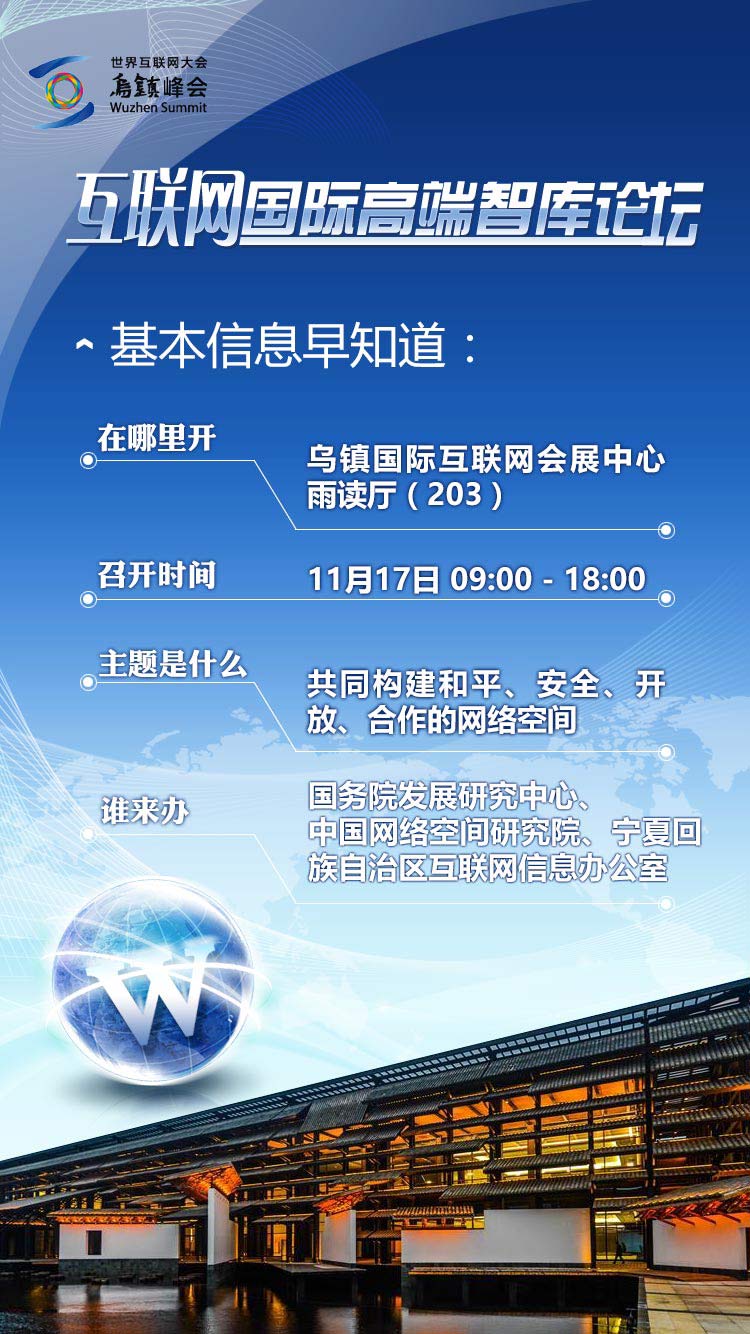 世界互联网大会
乌镇峰会
Wuzhen Summit
互联网国际高端智库论坛
基本信息早知道：
在哪里开
乌镇国际互联网会展中心
雨读厅（203）
召开时间
11月17日 09:00 - 18:00
主题是什么
共同构建和平、安全、开
放、合作的网络空间
谁来办
国务院发展研究中心、
中国网络空间研究院、宁夏回
族自治区互联网信息办公室
W